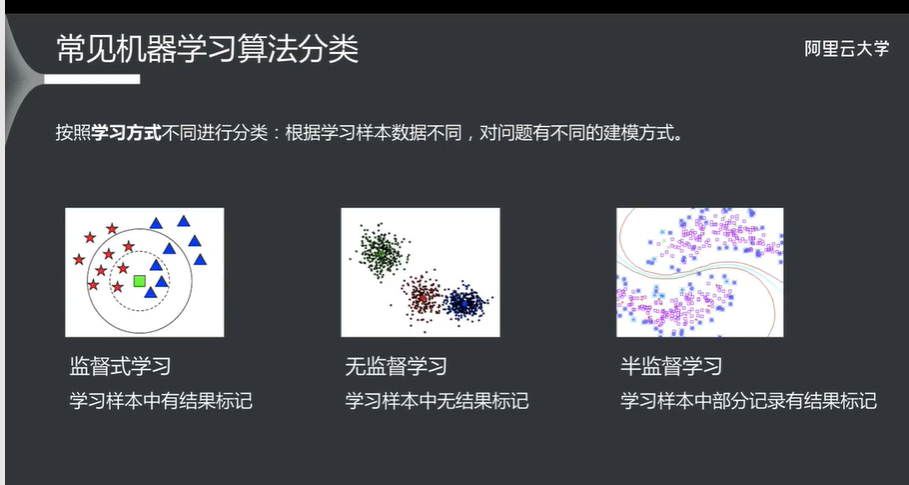 常见机器学习算法分类
阿里云大学
按照学习方式不同进行分类：根据学习样本数据不同，对问题有不同的建模方式。
监督式学习
学习样本中有结果标记
无监督学习
学习样本中无结果标记
半监督学习
学习样本中部分记录有结果标记